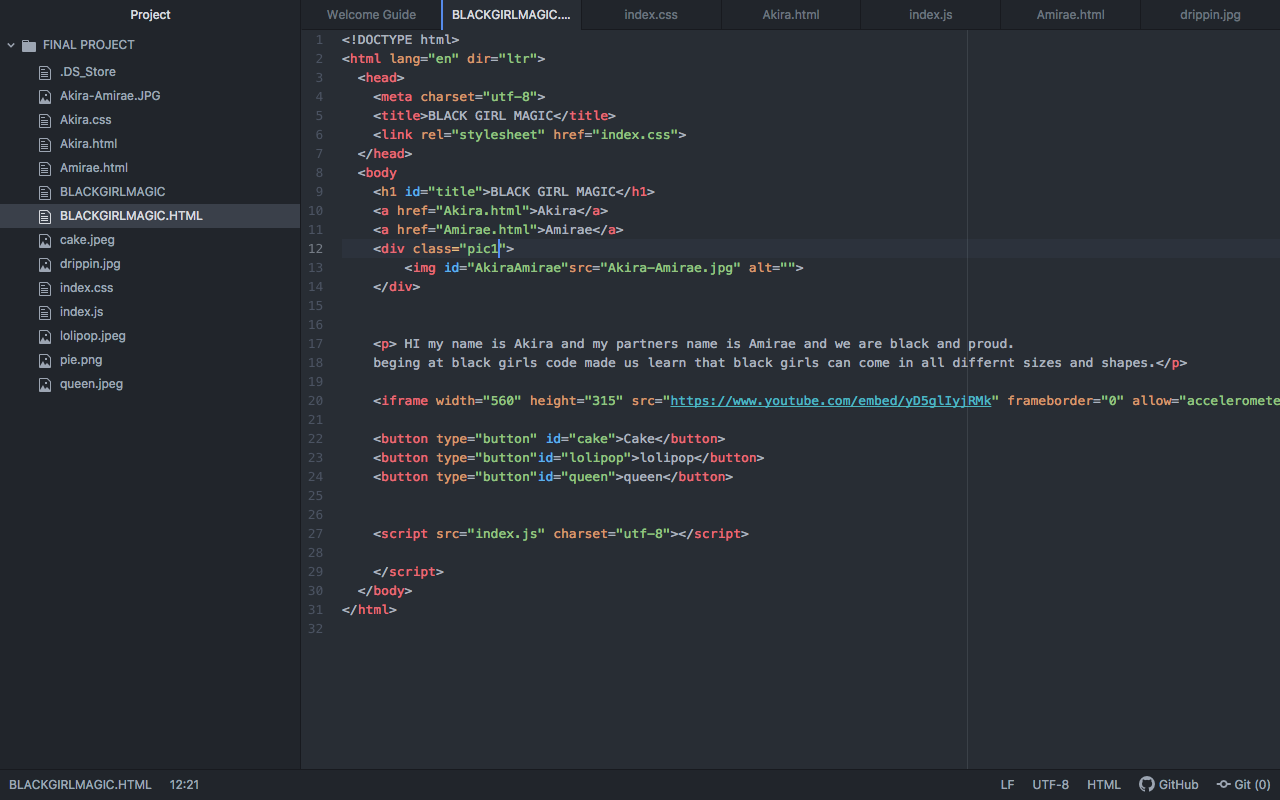 Project
Welcome Guide
BLACKGIRLMAGIC....
index.css
Akira.html
index.js
Amirae.html
drippin.jpg
FINAL PROJECT
.DS_Store
Akira-Amirae.JPG
Akira.css
Akira.html
Amirae.html
BLACKGIRLMAGIC
BLACKGIRLMAGIC.HTML
cake.jpeg
drippin.jpg
index.css
index.js
lolipop.jpeg
pie.png
queen.jpeg
1 <!DOCTYPE html>
2 <html lang="en" dir="ltr">
3 <head>
4 <meta charset="utf-8">
5 <title>BLACK GIRL MAGIC</title>
6 <link rel="stylesheet" href="index.css">
7 </head>
8 <body
9 <h1 id="title">BLACK GIRL MAGIC</h1>
10 <a href="Akira.html">Akira</a>
11 <a href="Amirae.html">Amirae</a>
12 <div class="pic1">
13 <img id="AkiraAmirae"src="Akira-Amirae.jpg" alt="">
14 </div>
15
16
17 <p> HI my name is Akira and my partners name is Amirae and we are black and proud.
18 beging at black girls code made us learn that black girls can come in all differnt sizes and shapes.</p>
19
20 <iframe width="560" height="315" src="https://www.youtube.com/embed/yD5glIyjRMk" frameborder="0" allow="acceleromete
21
22 <button type="button" id="cake">Cake</button>
23 <button type="button"id="lolipop">lolipop</button>
24 <button type="button"id="queen">queen</button>
25
26
27 <script src="index.js" charset="utf-8"></script>
28
29 </script>
30 </body>
31 </html>
32
BLACKGIRLMAGIC.HTML 12:21
LF UTF-8 HTML GitHub Git (0)